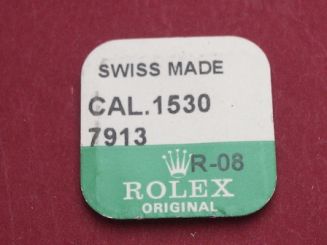 SWISS MADE
CAL.1530
7913
R-08
ROLEX
ORIGINAL